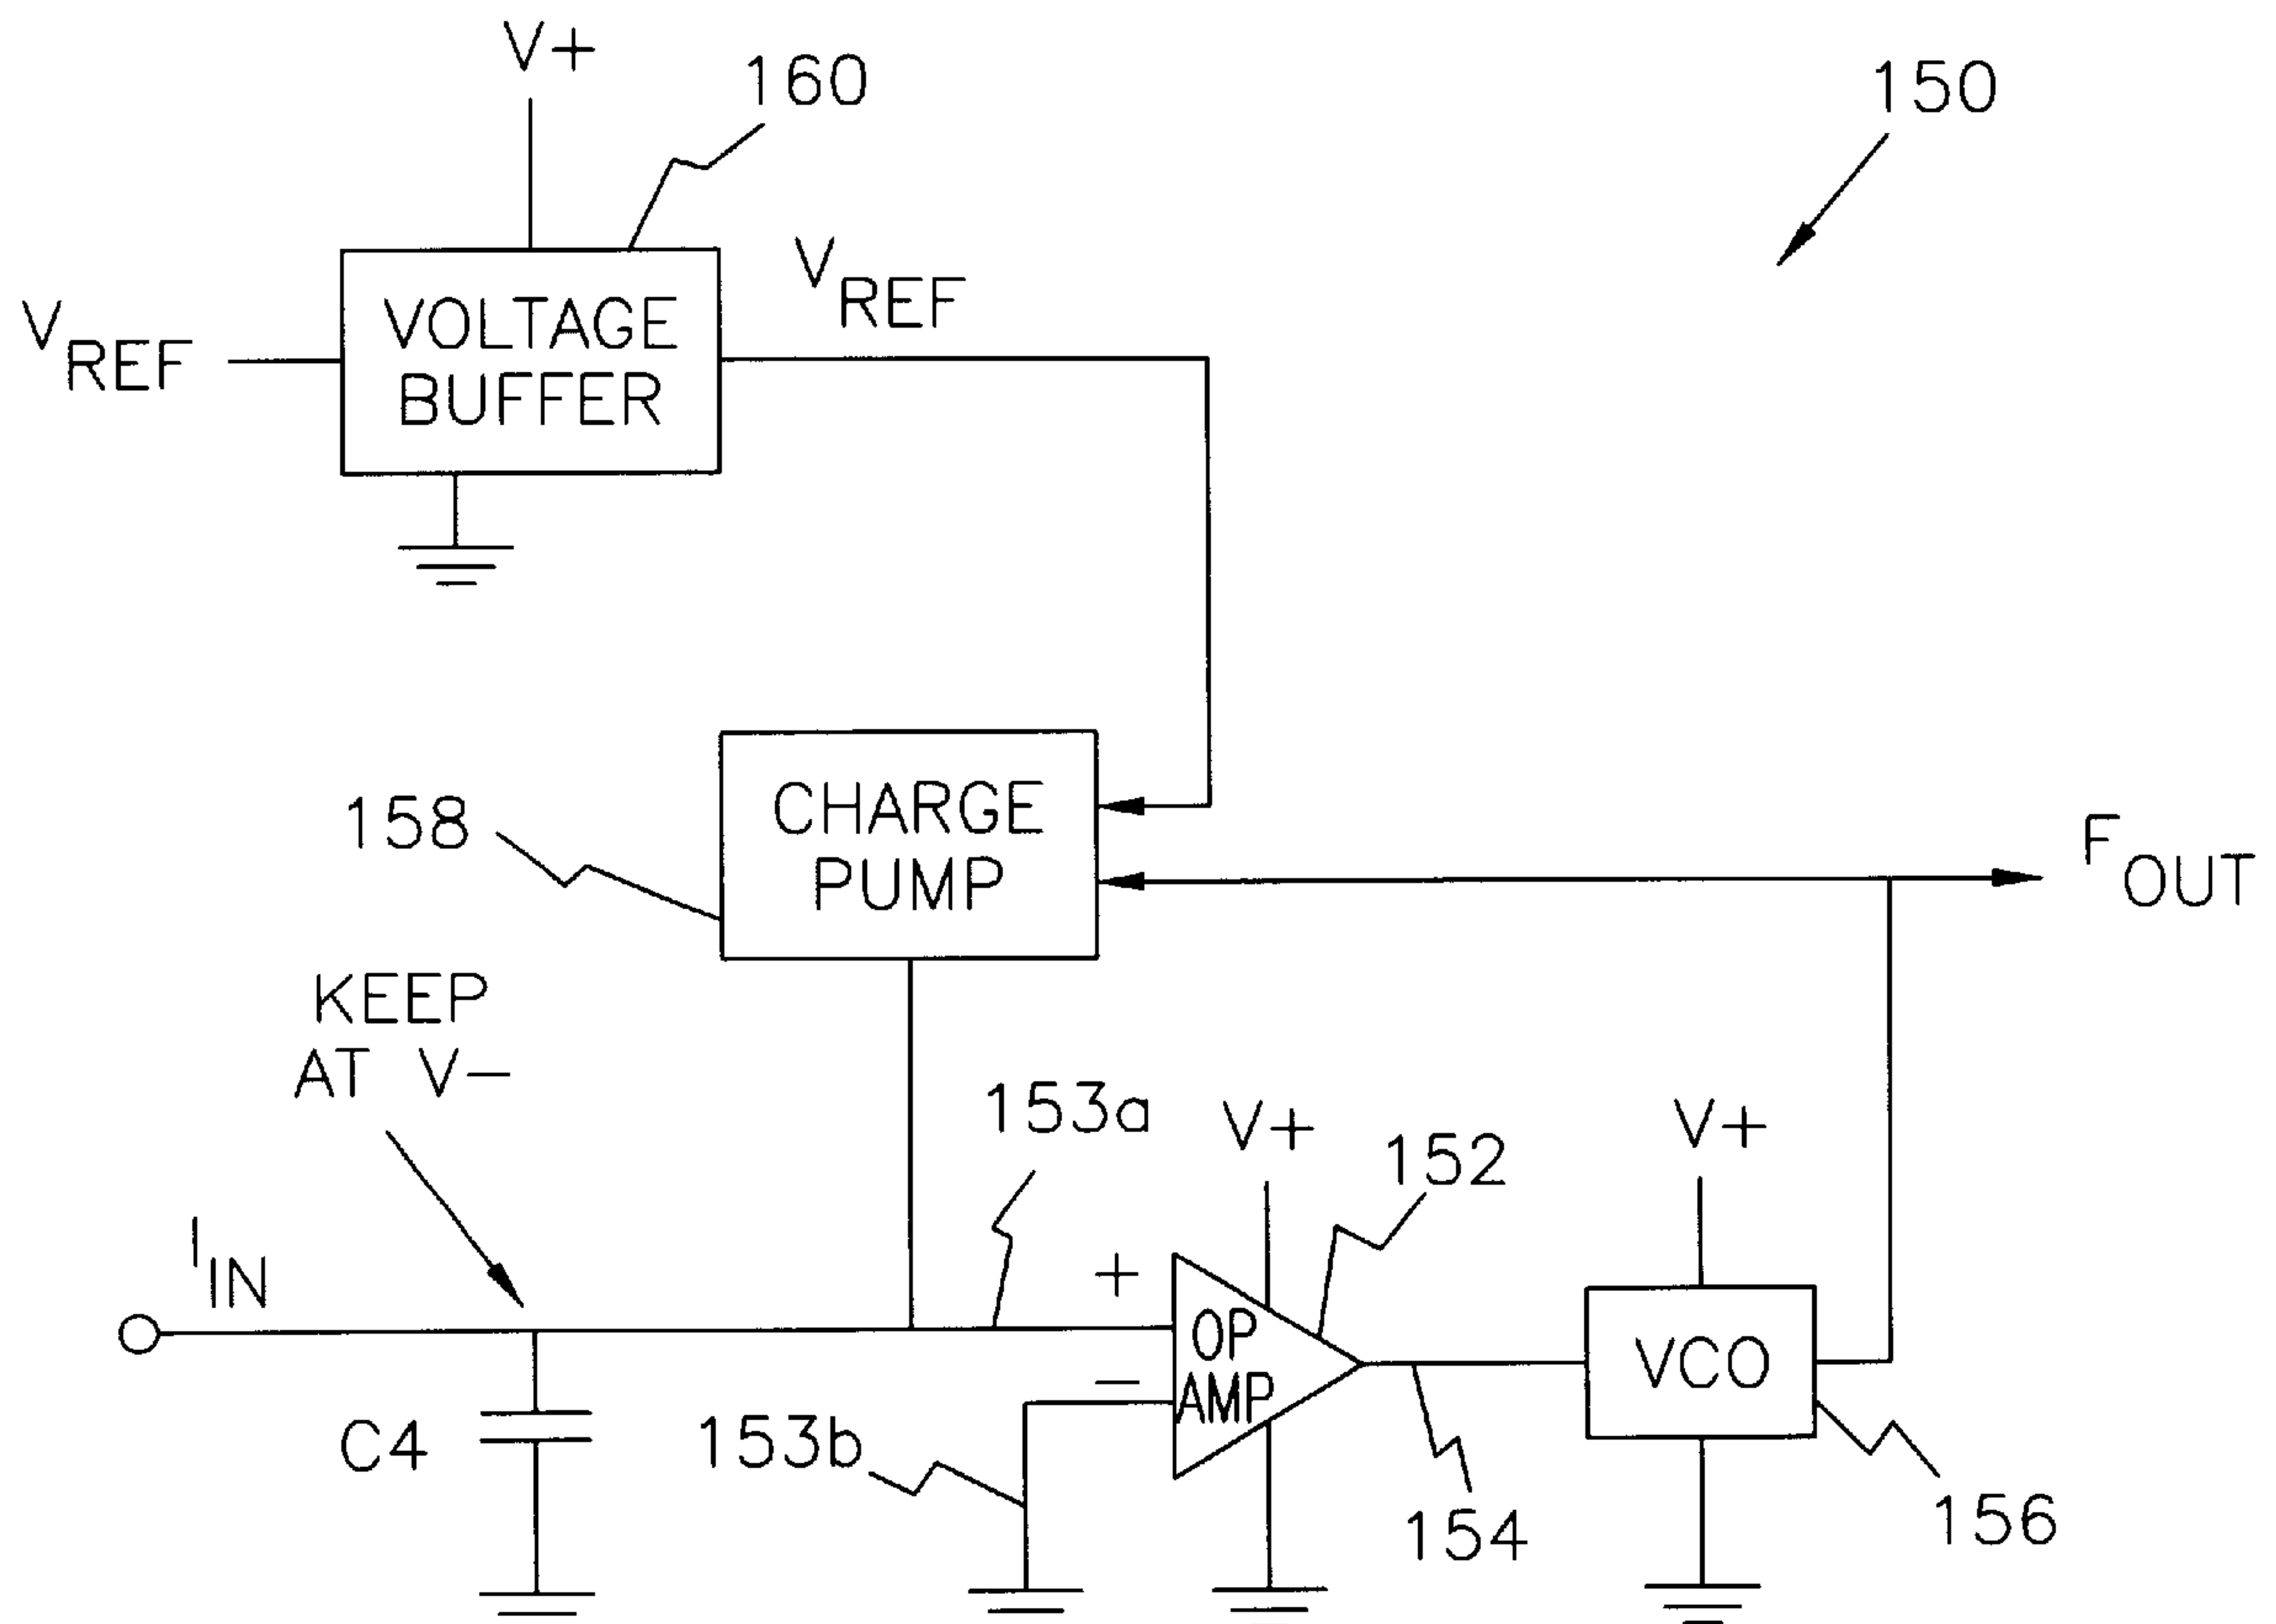 V+
160
150
VREF
VOLTAGE
BUFFER
VREF
158
CHARGE
PUMP
FOUT
KEEP
AT V-
153a
V+
152
V+
IIN
+
OP
AMP
-
VCO
C4
153b
154
156